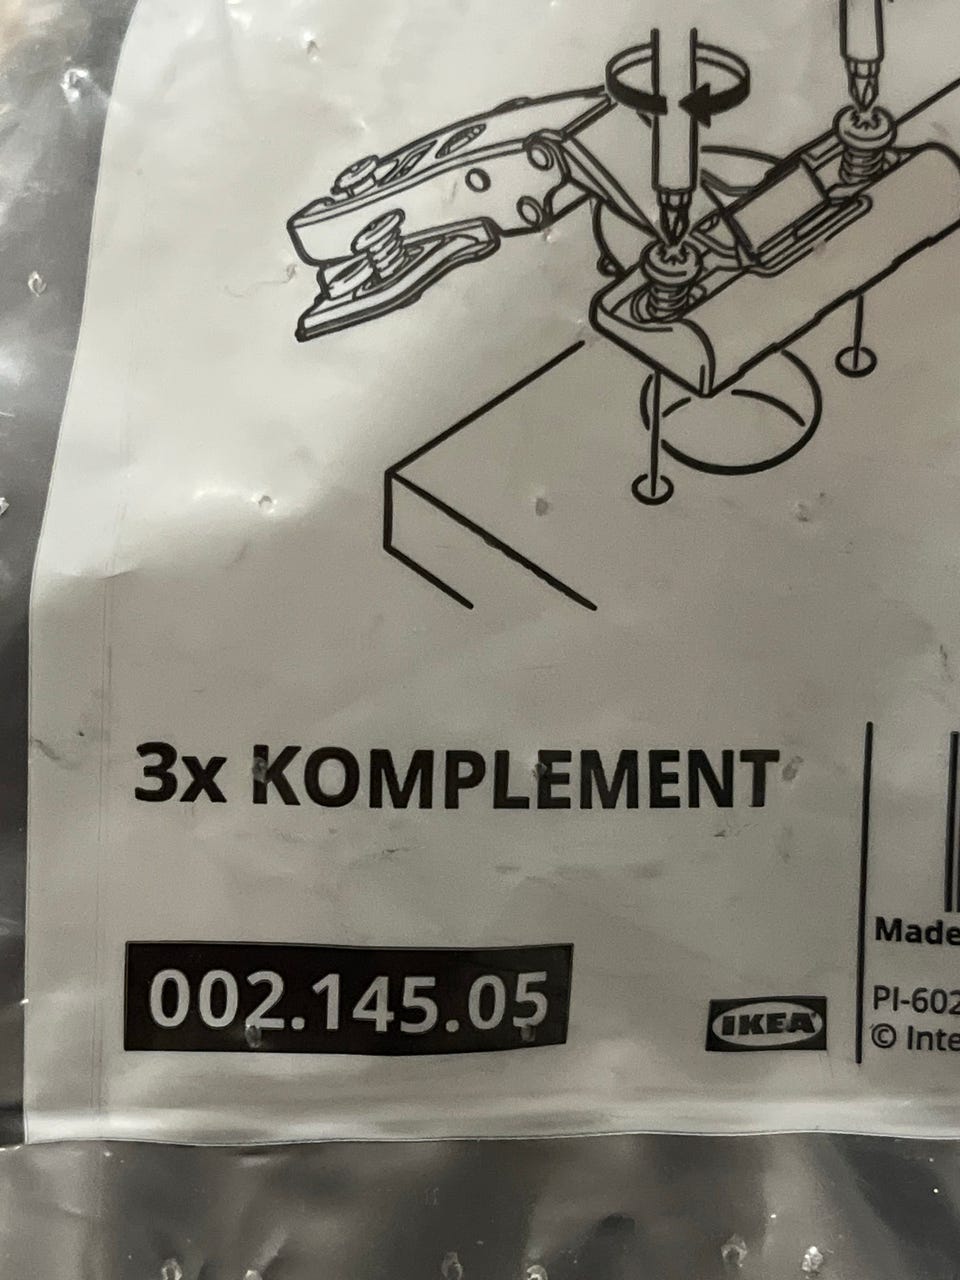 3x KOMPLEMENT
002.145.05
IKEA
Made
PI-602
© Inte